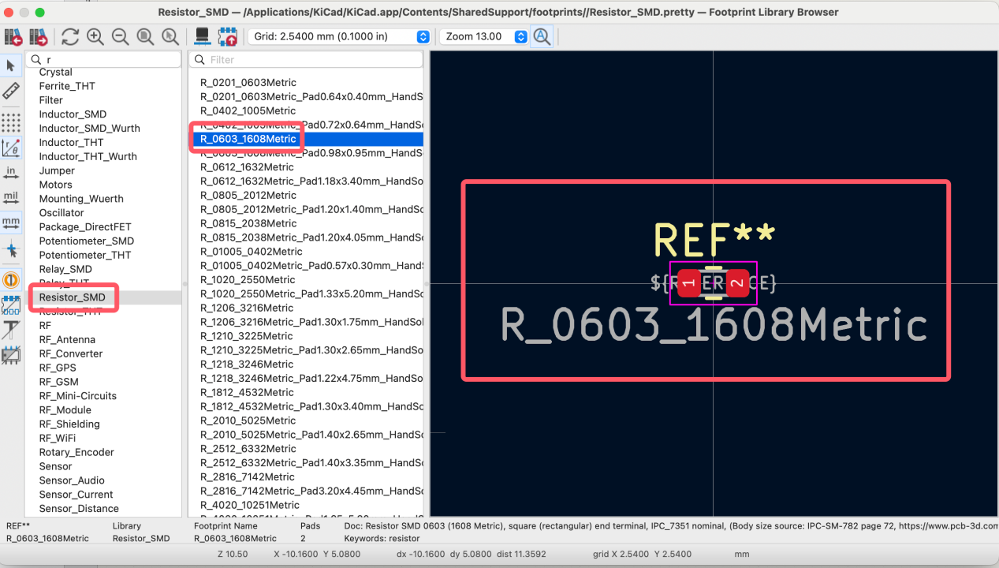 Resistor_SMD — /Applications/KiCad/KiCad.app/Contents/SharedSupport/footprints//Resistor_SMD.pretty — Footprint Library Browser
Grid: 2.5400 mm (0.1000 in)
Zoom 13.00
r
Filter
in
mil
mm
Crystal
Ferrite_THT
Filter
Inductor_SMD
Inductor_SMD_Wurth
Inductor_THT
Inductor_THT_Wurth
Jumper
Motors
Mounting_Wuerth
Oscillator
Package_DirectFET
Potentiometer_SMD
Potentiometer_THT
Relay_SMD
Relay_THT
Resistor_SMD
Resistor_THT
RF
RF_Antenna
RF_Converter
RF_GPS
RF_GSM
RF_Mini-Circuits
RF_Module
RF_Shielding
RF_WiFi
Rotary_Encoder
Sensor
Sensor_Audio
Sensor_Current
Sensor_Distance
R_0201_0603Metric
R_0201_0603Metric_Pad0.64x0.40mm_HandS
R_0402_1005Metric
R_0402_1005Metric_Pad0.72x0.64mm_HandSo
R_0603_1608Metric
R_0603_1608Metric_Pad0.98x0.95mm_HandSo
R_0612_1632Metric
R_0612_1632Metric_Pad1.18x3.40mm_HandSo
R_0805_2012Metric
R_0805_2012Metric_Pad1.20x1.40mm_HandSo
R_0815_2038Metric
R_0815_2038Metric_Pad1.20x4.05mm_HandSo
R_01005_0402Metric
R_01005_0402Metric_Pad0.57x0.30mm_HandS
R_1020_2550Metric
R_1020_2550Metric_Pad1.33x5.20mm_HandSo
R_1206_3216Metric
R_1206_3216Metric_Pad1.30x1.75mm_HandSo
R_1210_3225Metric
R_1210_3225Metric_Pad1.30x2.65mm_HandSo
R_1218_3246Metric
R_1218_3246Metric_Pad1.22x4.75mm_HandSo
R_1812_4532Metric
R_1812_4532Metric_Pad1.30x3.40mm_HandSo
R_2010_5025Metric
R_2010_5025Metric_Pad1.40x2.65mm_HandSo
R_2512_6332Metric
R_2512_6332Metric_Pad1.40x3.35mm_HandSo
R_2816_7142Metric
R_2816_7142Metric_Pad3.20x4.45mm_HandSo
R_4020_10251Metric
REF**
1
2
R_0603_1608Metric
REF** Library Footprint Name Pads Doc: Resistor SMD 0603 (1608 Metric), square (rectangular) end terminal, IPC_7351 nominal, (Body size source: IPC-SM-782 page 72, https://www.pcb-3d.com
R_0603_1608Metric Resistor_SMD R_0603_1608Metric 2 Keywords: resistor
Z 10.50 X -10.1600 Y 5.0800 dx -10.1600 dy 5.0800 dist 11.3592 grid X 2.5400 Y 2.5400 mm